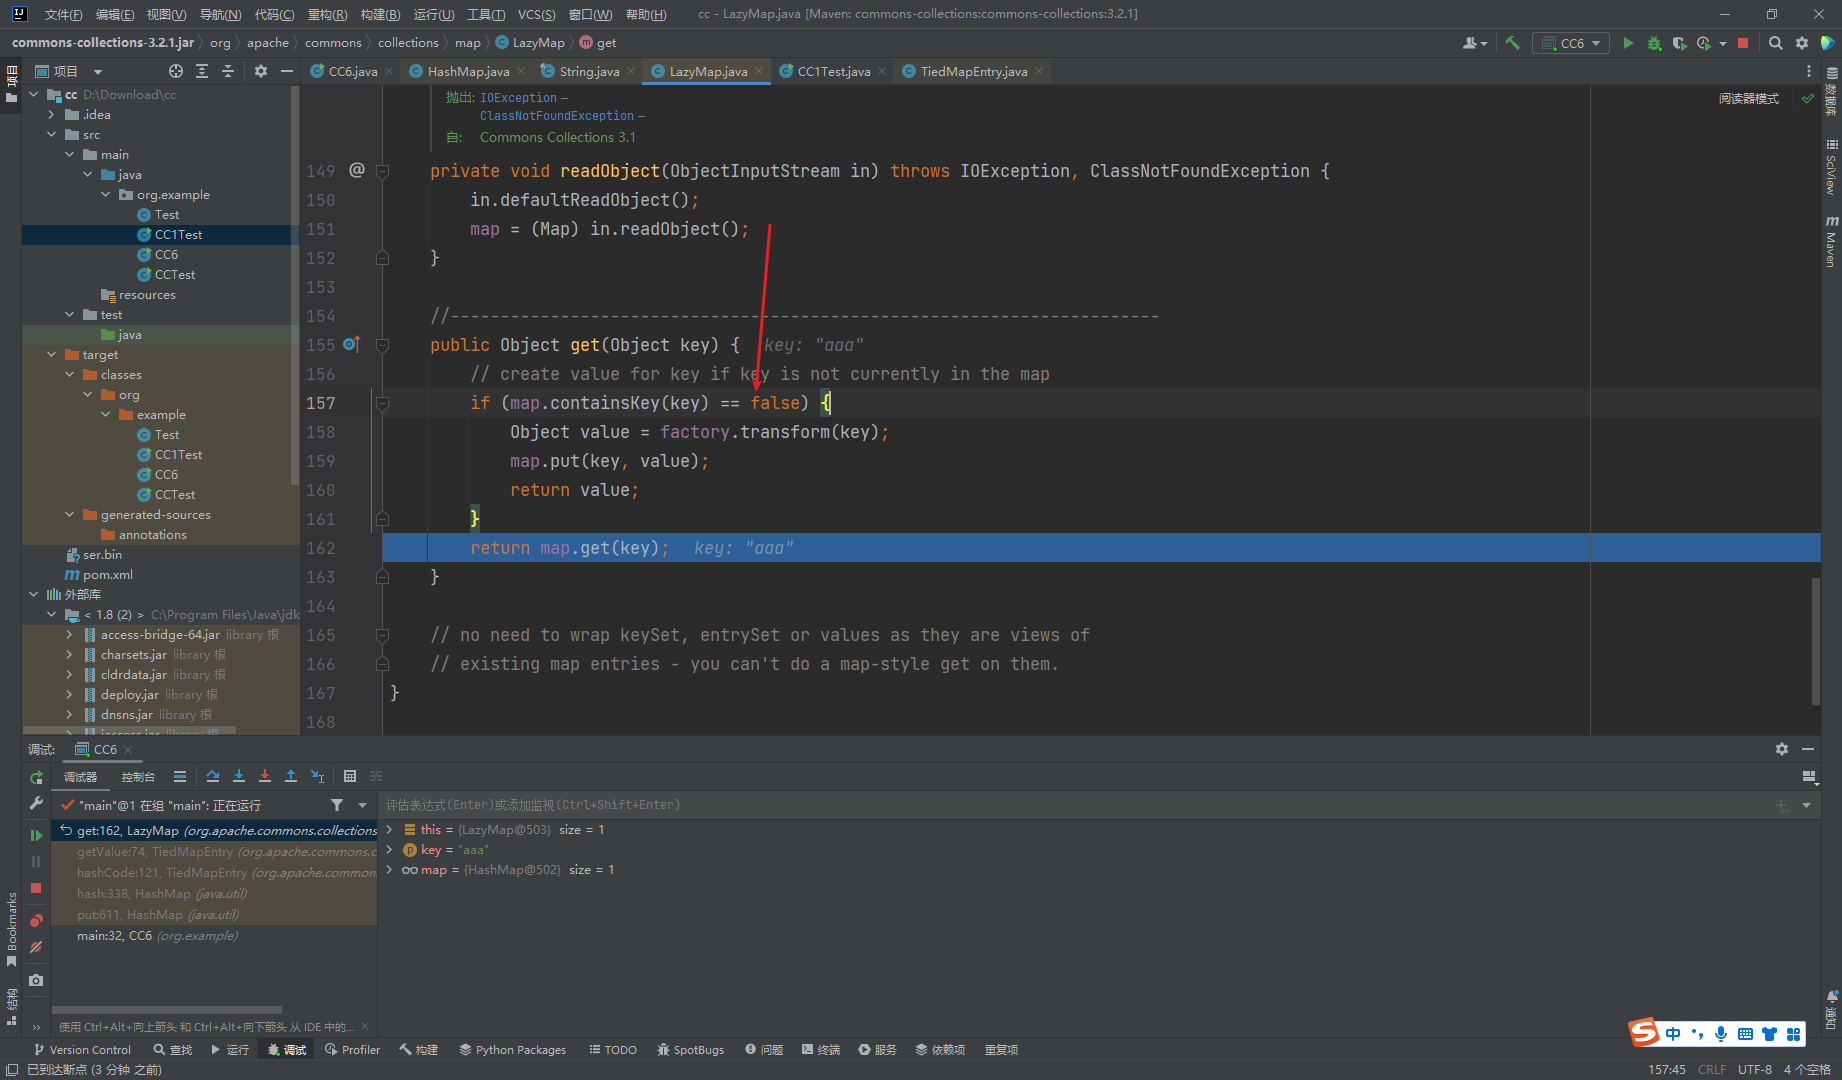 文件(F) 编辑(E) 视图(V) 导航(N) 代码(C) 重构(R) 构建(B) 运行(U) 工具(T) VCS(S) 窗口(W) 帮助(H) cc - LazyMap.java [Maven: commons-collections:commons-collections:3.2.1]
commons-collections-3.2.1.jar org apache commons collections map LazyMap get CC6
项目 CC6.java HashMap.java String.java LazyMap.java CC1Test.java TiedMapEntry.java
项目
cc D:\Download\cc
.idea
src
main
java
org.example
Test
CC1Test
CC6
CCTest
resources
test
java
target
classes
org
example
Test
CC1Test
CC6
CCTest
generated-sources
annotations
ser.bin
pom.xml
外部库
< 1.8 (2) > C:\Program Files\Java\jdk
access-bridge-64.jar library 根
charsets.jar library 根
cldrdata.jar library 根
deploy.jar library 根
dnsns.jar library 根
阅读器模式
抛出: IOException –
ClassNotFoundException –
自: Commons Collections 3.1
149 @ private void readObject(ObjectInputStream in) throws IOException, ClassNotFoundException {
150 in.defaultReadObject();
151 map = (Map) in.readObject();
152 }
153
154 //-----------------------------------------------------------------------
155 public Object get(Object key) { key: "aaa"
156 // create value for key if key is not currently in the map
157 if (map.containsKey(key) == false) {
158 Object value = factory.transform(key);
159 map.put(key, value);
160 return value;
161 }
162 return map.get(key); key: "aaa"
163 }
164
165 // no need to wrap keySet, entrySet or values as they are views of
166 // existing map entries - you can't do a map-style get on them.
167 }
168
数据库
SciView
Maven
通知
调试: CC6
调试器 控制台
"main"@1 在组 "main": 正在运行
get:162, LazyMap (org.apache.commons.collections
getValue:74, TiedMapEntry (org.apache.commons.c
hashCode:121, TiedMapEntry (org.apache.common
hash:338, HashMap (java.util)
put:611, HashMap (java.util)
main:32, CC6 (org.example)
评估表达式(Enter)或添加监视(Ctrl+Shift+Enter)
this = {LazyMap@503} size = 1
key = "aaa"
map = {HashMap@502} size = 1
Bookmarks
结构
使用 Ctrl+Alt+向上箭头 和 Ctrl+Alt+向下箭头 从 IDE 中的...
S 中
Version Control 查找 运行 调试 Profiler 构建 Python Packages TODO SpotBugs 问题 终端 服务 依赖项 重复项
已到达断点 (3 分钟 之前) 157:45 CRLF UTF-8 4 个空格